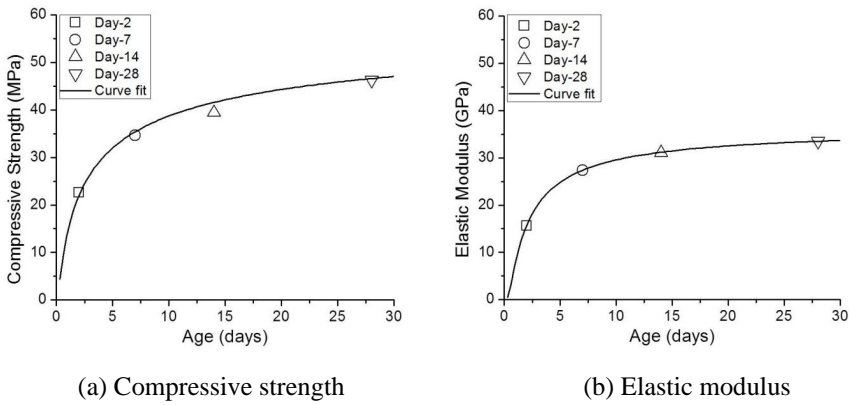 60
50
40
30
20
10
0
Compressive Strength (MPa)
Day-2
Day-7
Day-14
Day-28
Curve fit
0 5 10 15 20 25 30
Age (days)
(a) Compressive strength
60
50
40
30
20
10
0
Elastic Modulus (GPa)
Day-2
Day-7
Day-14
Day-28
Curve fit
0 5 10 15 20 25 30
Age (days)
(b) Elastic modulus